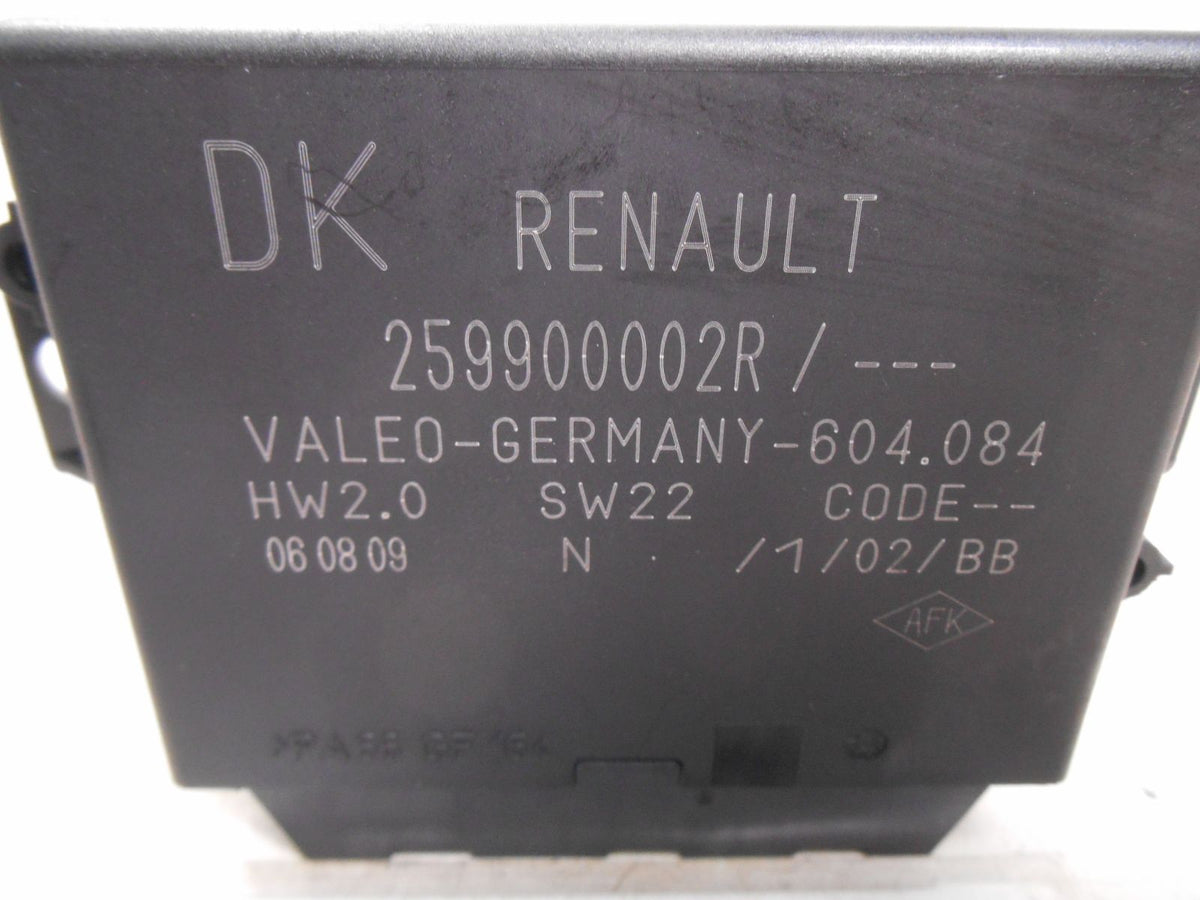 DK RENAULT
259900002R / ---
VALEO-GERMANY-604.084
HW2.0 SW22 CODE--
06 08 09 N /1/02/BB
AFK